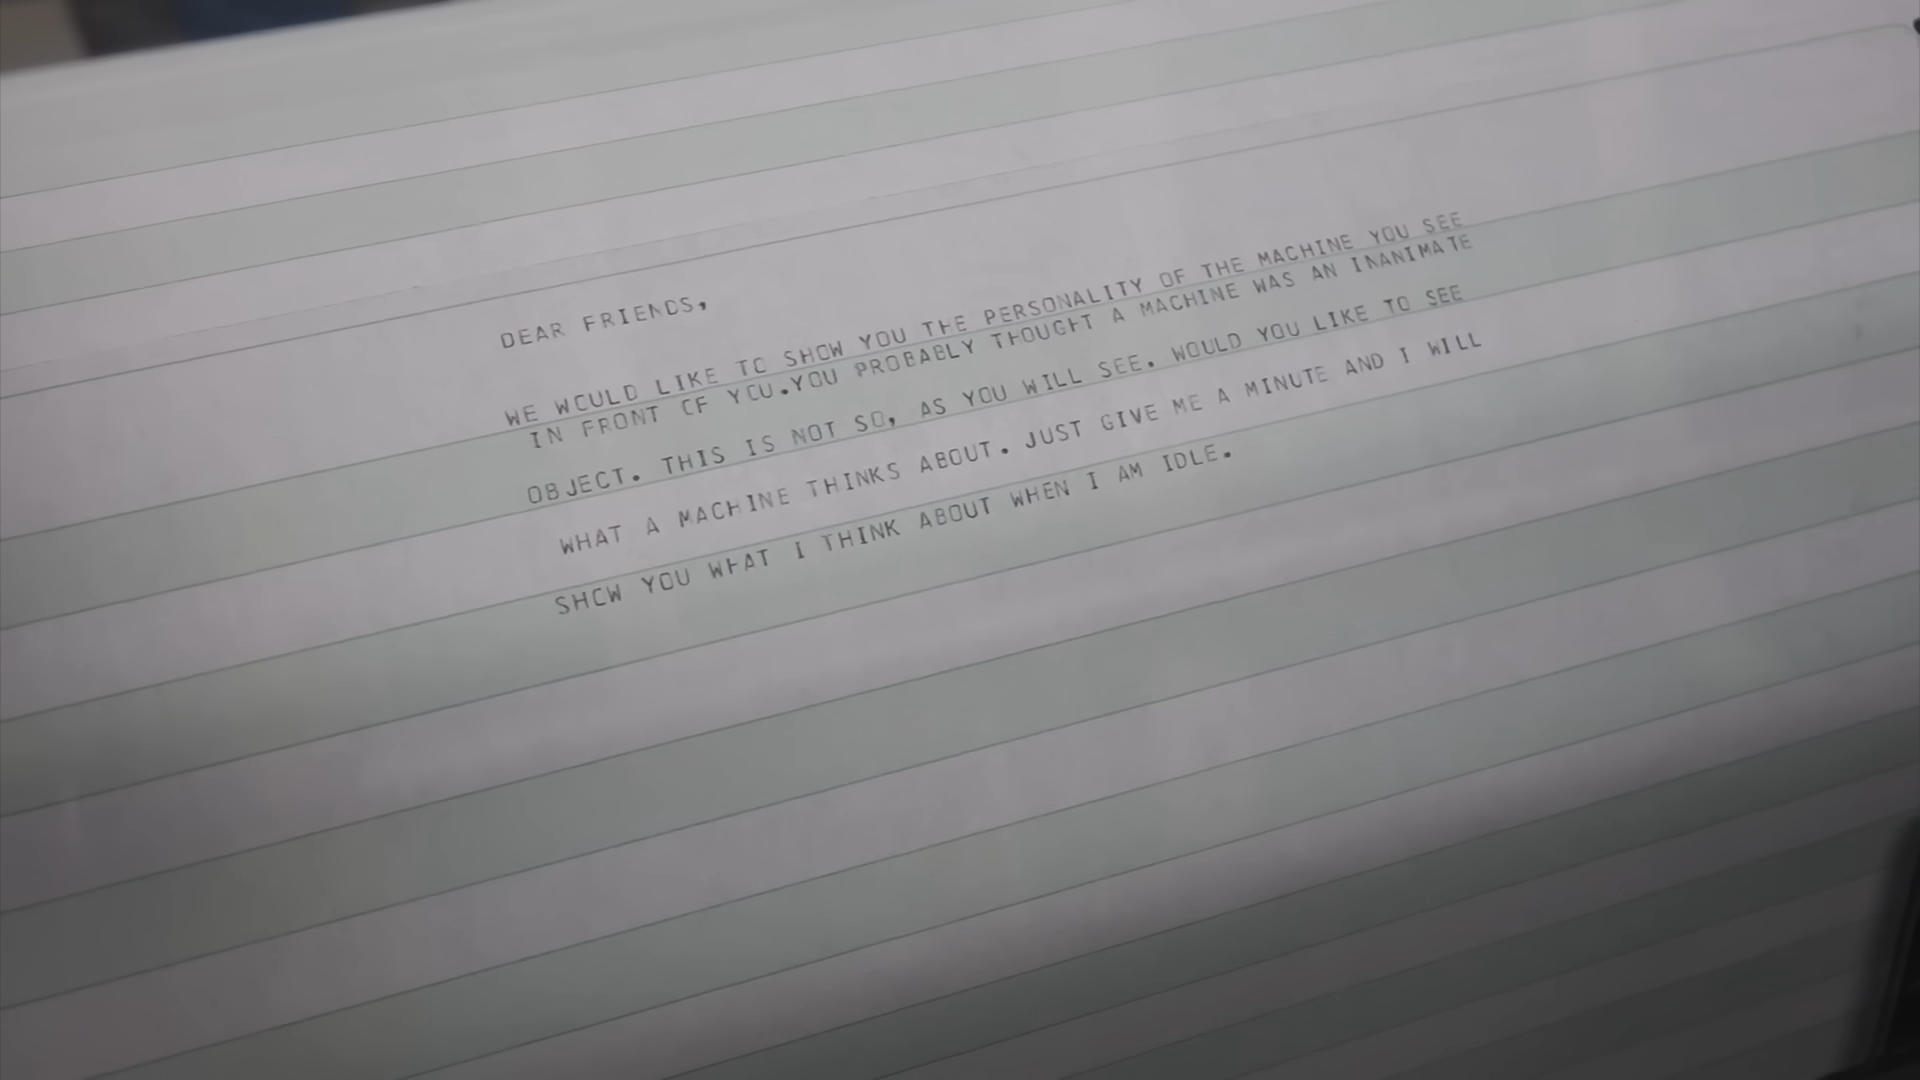 DEAR FRIENDS,
WE WOULD LIKE TO SHOW YOU THE PERSONALITY OF THE MACHINE YOU SEE
IN FRONT OF YOU.YOU PROBABLY THOUGHT A MACHINE WAS AN INANIMATE
OBJECT. THIS IS NOT SO, AS YOU WILL SEE. WOULD YOU LIKE TO SEE
WHAT A MACHINE THINKS ABOUT. JUST GIVE ME A MINUTE AND I WILL
SHOW YOU WHAT I THINK ABOUT WHEN I AM IDLE.